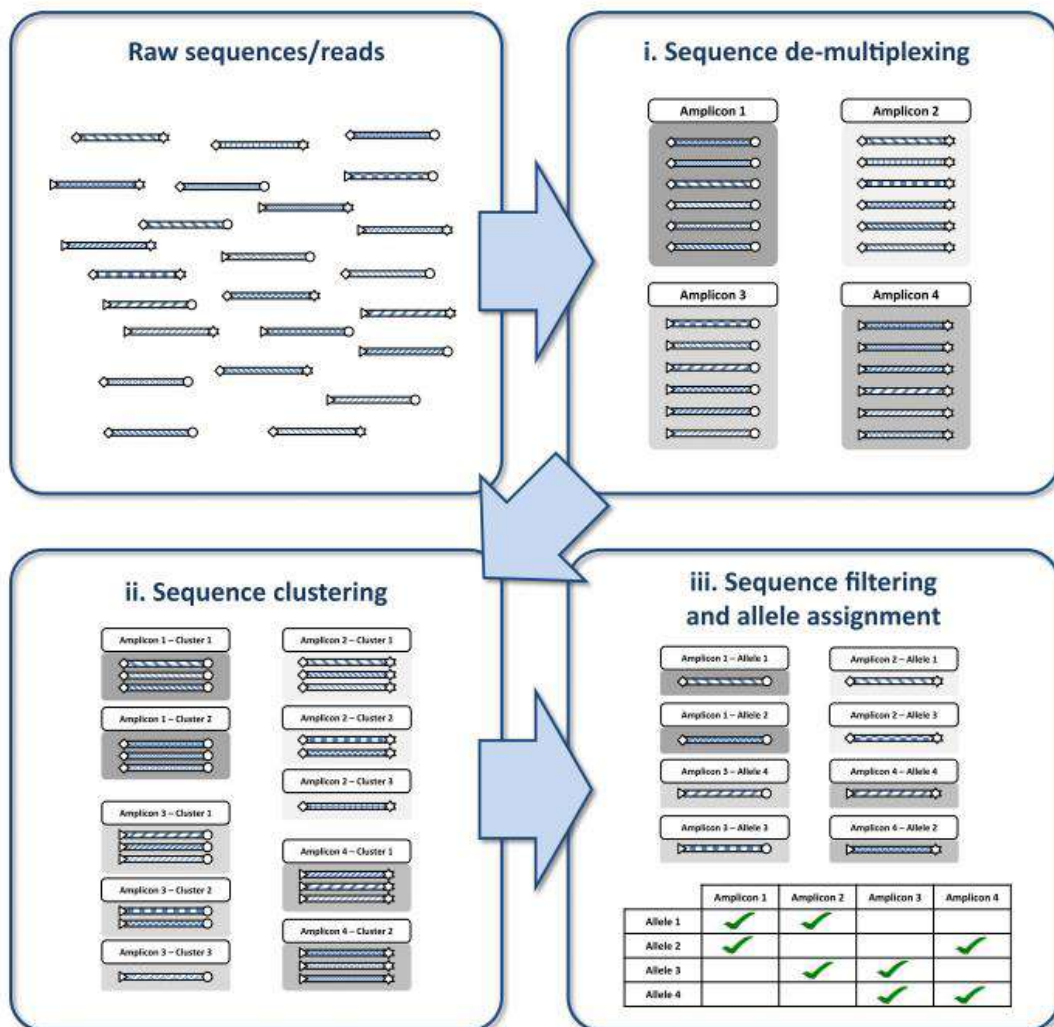 Raw sequences/reads
i. Sequence de-multiplexing
Amplicon 1
Amplicon 2
Amplicon 3
Amplicon 4
ii. Sequence clustering
Amplicon 1 – Cluster 1
Amplicon 2 – Cluster 1
Amplicon 1 – Cluster 2
Amplicon 2 – Cluster 2
Amplicon 2 – Cluster 3
Amplicon 3 – Cluster 1
Amplicon 4 – Cluster 1
Amplicon 3 – Cluster 2
Amplicon 4 – Cluster 2
Amplicon 3 – Cluster 3
iii. Sequence filtering
and allele assignment
Amplicon 1 – Allele 1
Amplicon 2 – Allele 1
Amplicon 1 – Allele 2
Amplicon 2 – Allele 3
Amplicon 3 – Allele 4
Amplicon 4 – Allele 4
Amplicon 3 – Allele 3
Amplicon 4 – Allele 2
Amplicon 1 Amplicon 2 Amplicon 3 Amplicon 4
Allele 1
Allele 2
Allele 3
Allele 4